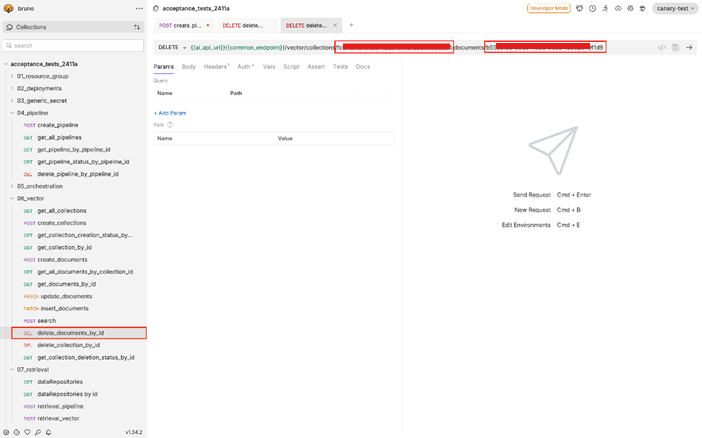 bruno
Collections
search
acceptance_tests_2411a
01_resource_group
02_deployments
03_generic_secret
04_pipeline
POST create_pipeline
GET get_all_pipelines
GET get_pipeline_by_pipeline_id
GET get_pipeline_status_by_pipeline_id
DEL delete_pipeline_by_pipeline_id
05_orchestration
06_vector
GET get_all_collections
POST create_collections
GET get_collection_creation_status_by...
GET get_collection_by_id
POST create_documents
GET get_all_documents_by_collection_id
GET get_documents_by_id
PATCH update_documents
PATCH insert_documents
POST search
DEL delete_documents_by_id
DEL delete_collection_by_id
GET get_collection_deletion_status_by_id
07_retrieval
GET dataRepositories
GET dataRepositories by id
POST retrieval_pipeline
POST retrieval_vector
v1.34.2
acceptance_tests_2411a
Developer Mode
canary-test
POST create_pi...
DELETE delete...
DELETE delete...
DELETE {{ai_api_url}}{{common_endpoint}}/vector/collections/ /documents/
Params Body Headers1 Auth Vars Script Assert Tests Docs
Query
Name Path
+ Add Param
Path
Name Value
Send Request Cmd + Enter
New Request Cmd + B
Edit Environments Cmd + E